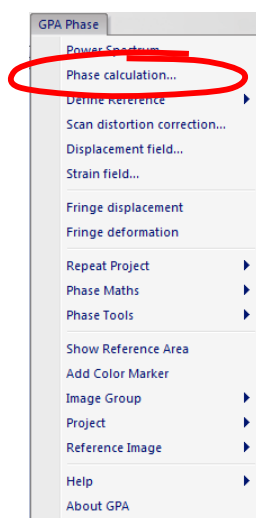 GPA Phase
Power Spectrum
Phase calculation...
Define Reference
Scan distortion correction...
Displacement field...
Strain field...
Fringe displacement
Fringe deformation
Repeat Project
Phase Maths
Phase Tools
Show Reference Area
Add Color Marker
Image Group
Project
Reference Image
Help
About GPA